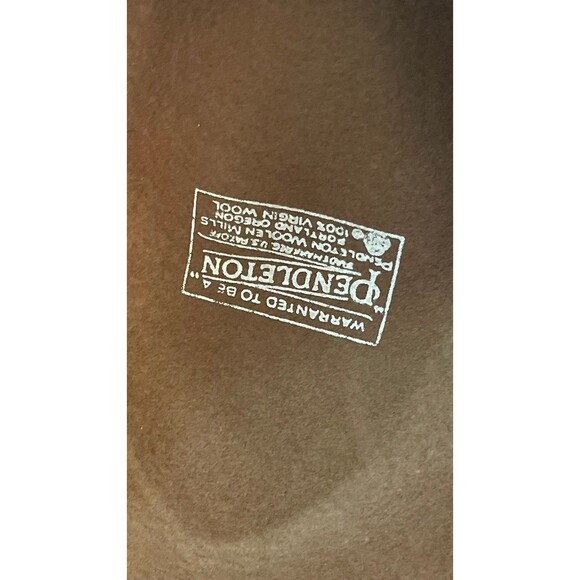 WARRANTED TO BE A
"PENDLETON"
TRADEMARK REG. U.S. PAT. OFF.
PENDLETON WOOLEN MILLS
PORTLAND OREGON
100% VIRGIN WOOL